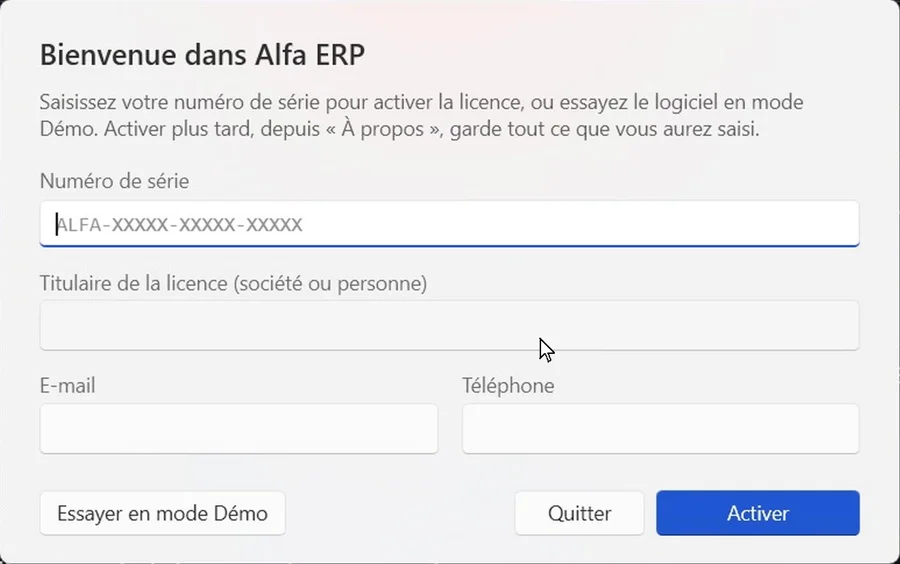 Bienvenue dans Alfa ERP
Saisissez votre numéro de série pour activer la licence, ou essayez le logiciel en mode
Démo. Activer plus tard, depuis « À propos », garde tout ce que vous aurez saisi.
Numéro de série
ALFA-XXXXX-XXXXX-XXXXX
Titulaire de la licence (société ou personne)
E-mail
Téléphone
Essayer en mode Démo
Quitter
Activer